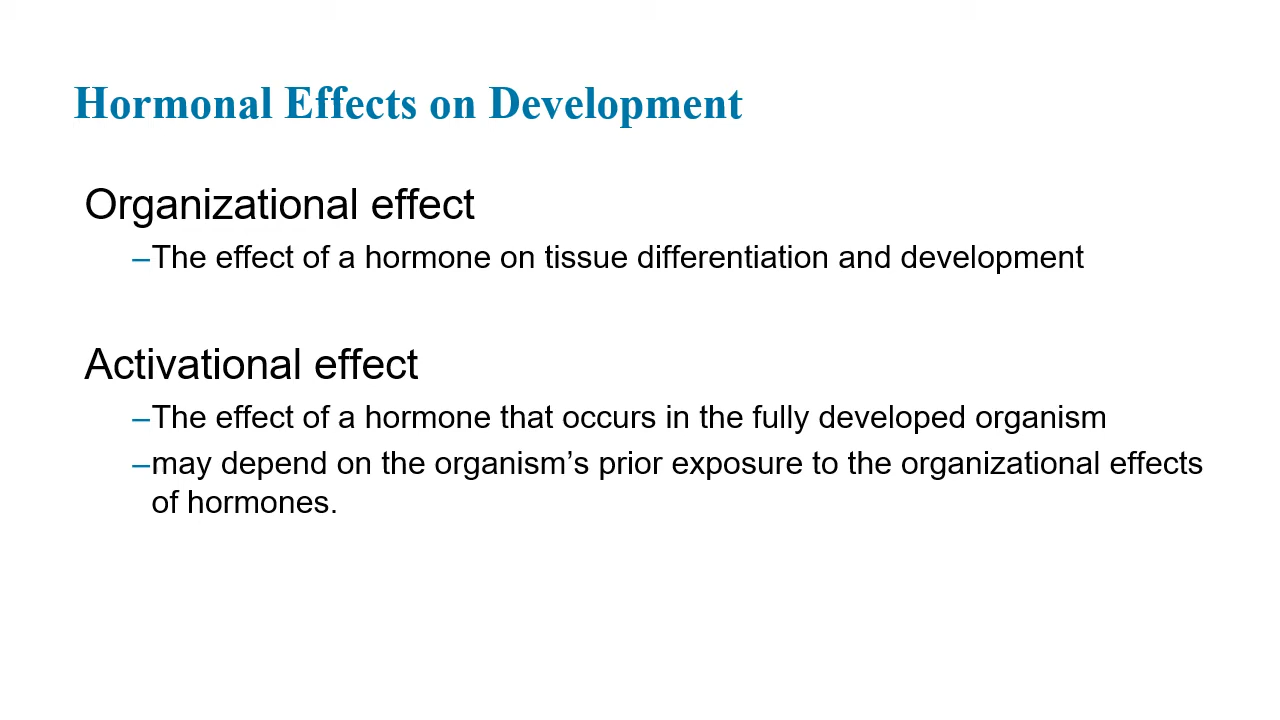 Hormonal Effects on Development
Organizational effect
–The effect of a hormone on tissue differentiation and development
Activational effect
–The effect of a hormone that occurs in the fully developed organism
–may depend on the organism’s prior exposure to the organizational effects
of hormones.